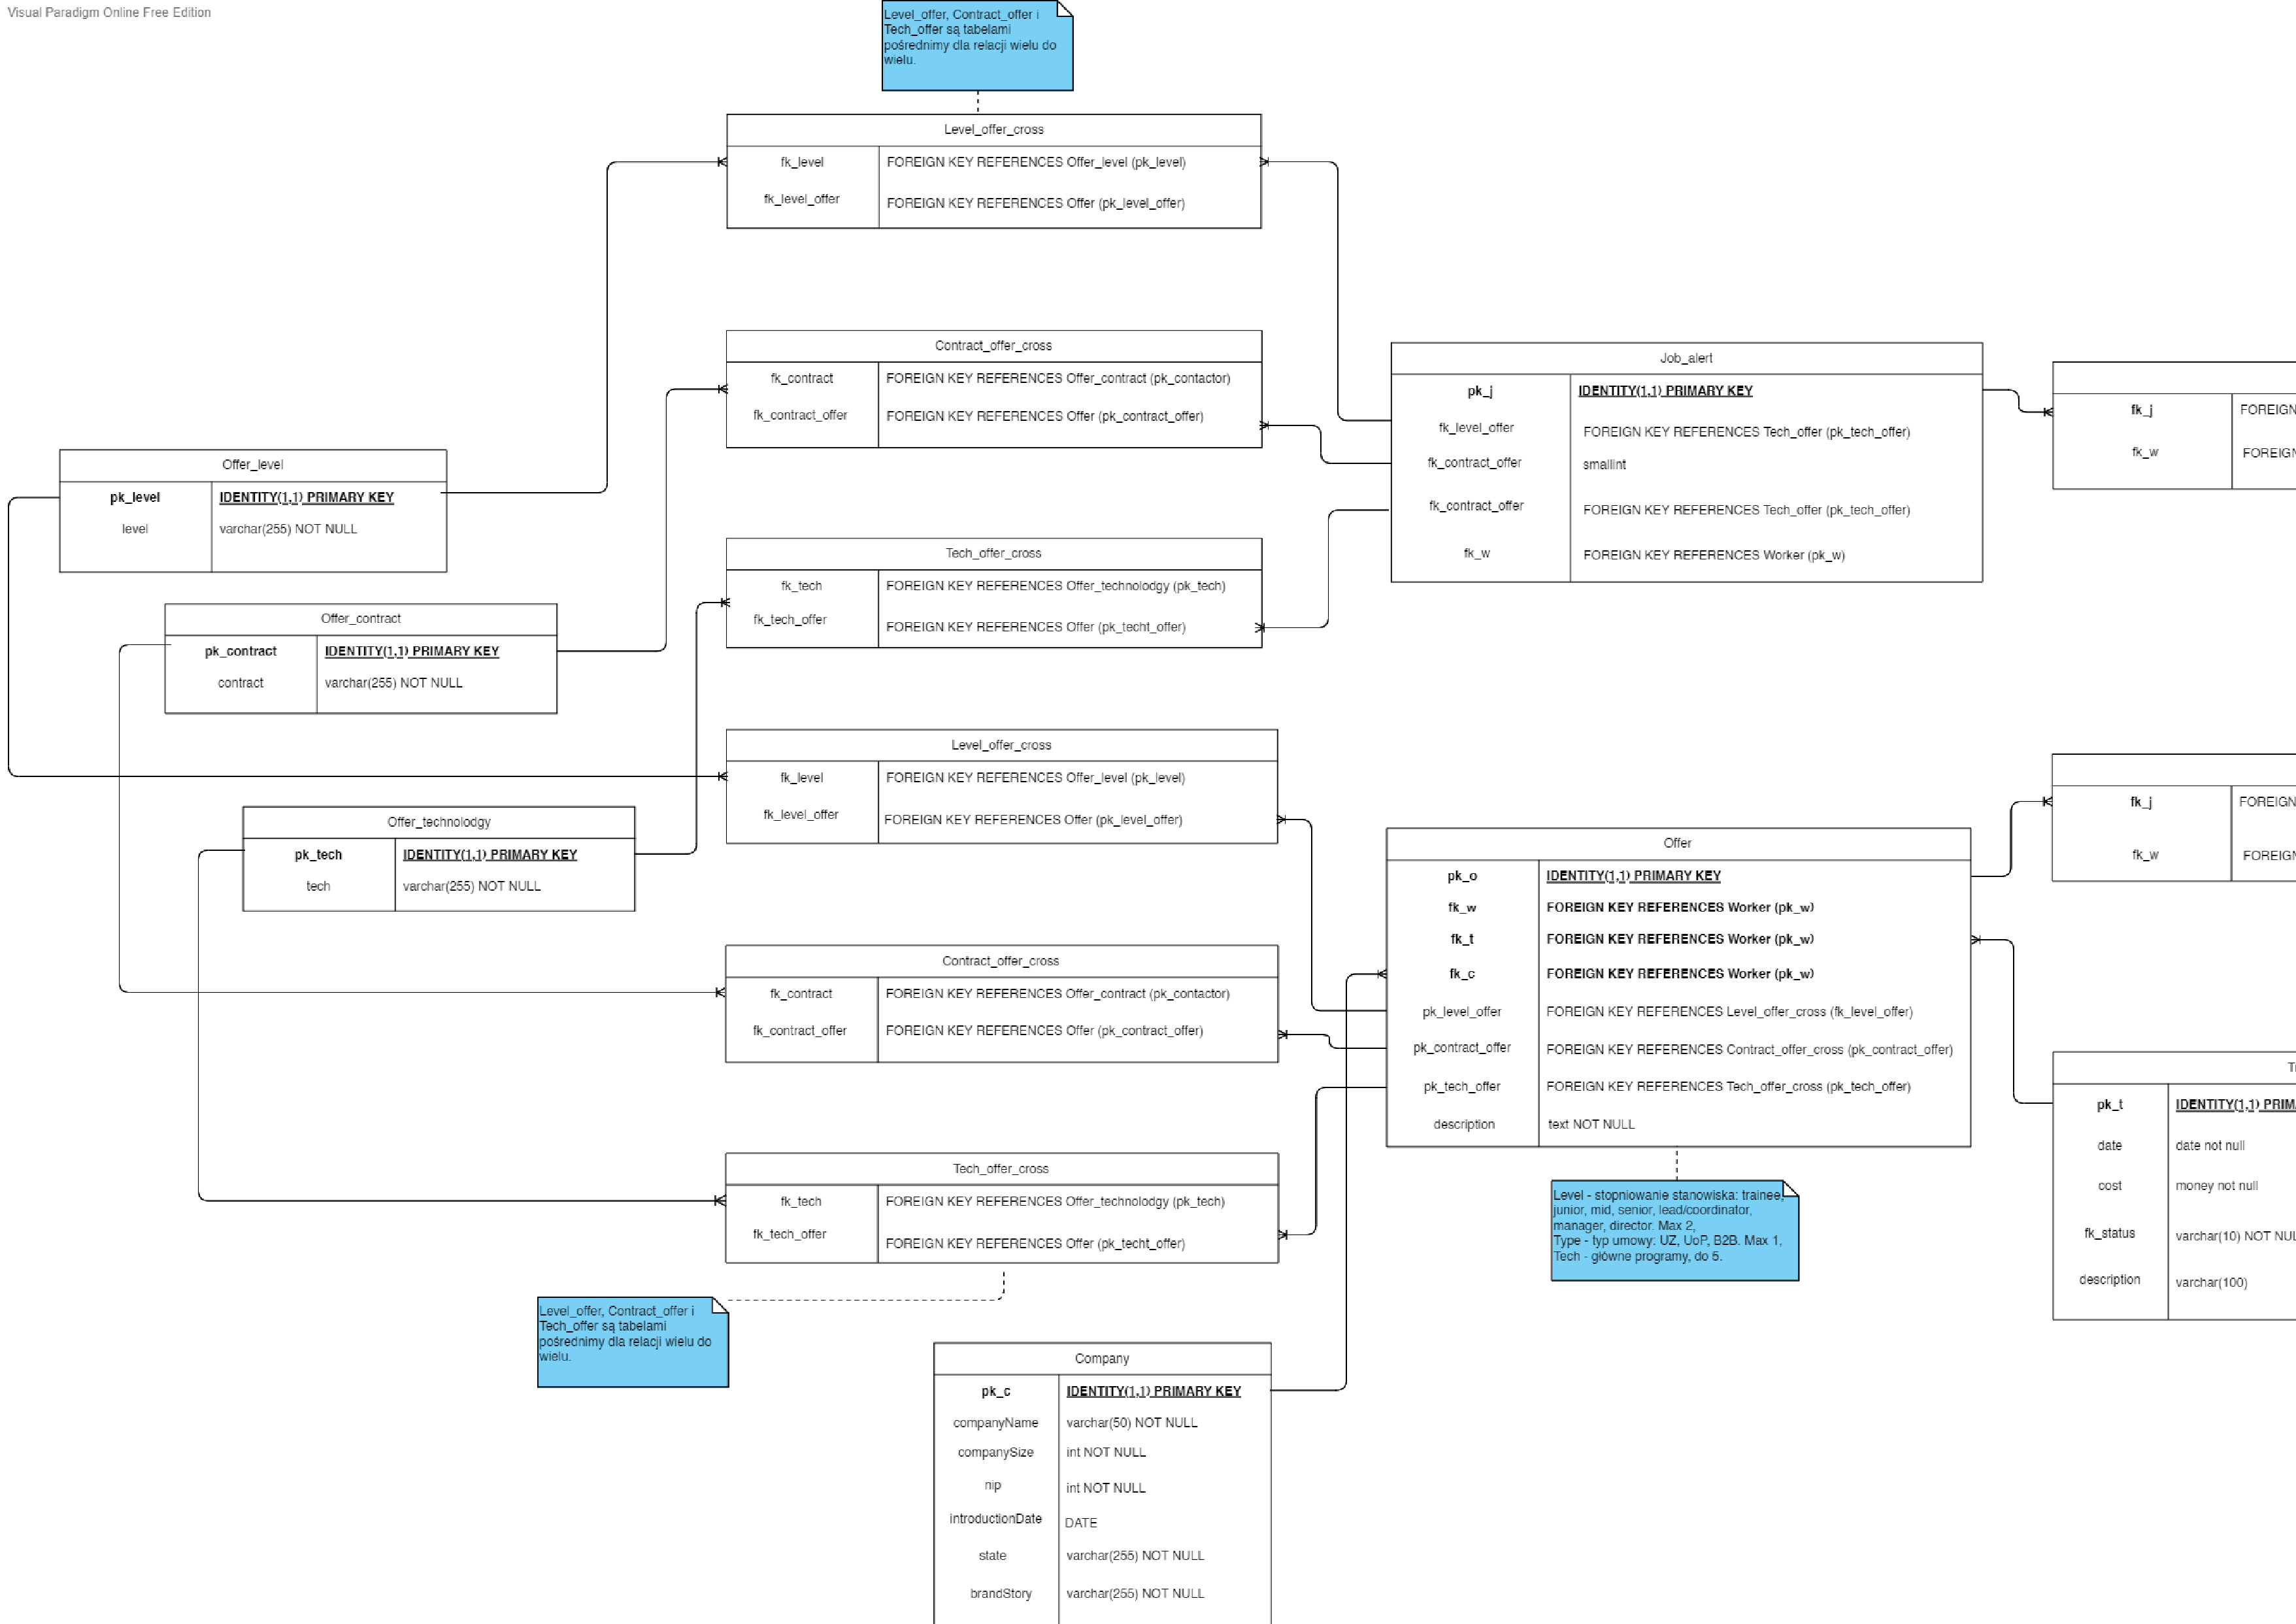 Visual Paradigm Online Free Edition
Level_offer, Contract_offer i
Tech_offer są tabelami
pośrednimy dla relacji wielu do
wielu.
Level_offer_cross
fk_level FOREIGN KEY REFERENCES Offer_level (pk_level)
fk_level_offer FOREIGN KEY REFERENCES Offer (pk_level_offer)
Contract_offer_cross
fk_contract FOREIGN KEY REFERENCES Offer_contract (pk_contactor)
fk_contract_offer FOREIGN KEY REFERENCES Offer (pk_contract_offer)
Job_alert
pk_j IDENTITY(1,1) PRIMARY KEY
fk_level_offer FOREIGN KEY REFERENCES Tech_offer (pk_tech_offer)
fk_contract_offer smallint
fk_contract_offer FOREIGN KEY REFERENCES Tech_offer (pk_tech_offer)
fk_w FOREIGN KEY REFERENCES Worker (pk_w)
fk_j FOREIGN
fk_w FOREIGN
Offer_level
pk_level IDENTITY(1,1) PRIMARY KEY
level varchar(255) NOT NULL
Tech_offer_cross
fk_tech FOREIGN KEY REFERENCES Offer_technolodgy (pk_tech)
fk_tech_offer FOREIGN KEY REFERENCES Offer (pk_techt_offer)
Offer_contract
pk_contract IDENTITY(1,1) PRIMARY KEY
contract varchar(255) NOT NULL
Level_offer_cross
fk_level FOREIGN KEY REFERENCES Offer_level (pk_level)
fk_level_offer FOREIGN KEY REFERENCES Offer (pk_level_offer)
Offer_technolodgy
pk_tech IDENTITY(1,1) PRIMARY KEY
tech varchar(255) NOT NULL
fk_j FOREIGN
fk_w FOREIGN
Offer
pk_o IDENTITY(1,1) PRIMARY KEY
fk_w FOREIGN KEY REFERENCES Worker (pk_w)
fk_t FOREIGN KEY REFERENCES Worker (pk_w)
fk_c FOREIGN KEY REFERENCES Worker (pk_w)
pk_level_offer FOREIGN KEY REFERENCES Level_offer_cross (fk_level_offer)
pk_contract_offer FOREIGN KEY REFERENCES Contract_offer_cross (pk_contract_offer)
pk_tech_offer FOREIGN KEY REFERENCES Tech_offer_cross (pk_tech_offer)
description text NOT NULL
Contract_offer_cross
fk_contract FOREIGN KEY REFERENCES Offer_contract (pk_contactor)
fk_contract_offer FOREIGN KEY REFERENCES Offer (pk_contract_offer)
pk_t IDENTITY(1,1) PRIM
date date not null
cost money not null
fk_status varchar(10) NOT NUL
description varchar(100)
Tech_offer_cross
fk_tech FOREIGN KEY REFERENCES Offer_technolodgy (pk_tech)
fk_tech_offer FOREIGN KEY REFERENCES Offer (pk_techt_offer)
Level - stopniowanie stanowiska: trainee,
junior, mid, senior, lead/coordinator,
manager, director. Max 2,
Type - typ umowy: UZ, UoP, B2B. Max 1,
Tech - główne programy, do 5.
Level_offer, Contract_offer i
Tech_offer są tabelami
pośrednimy dla relacji wielu do
wielu.
Company
pk_c IDENTITY(1,1) PRIMARY KEY
companyName varchar(50) NOT NULL
companySize int NOT NULL
nip int NOT NULL
introductionDate DATE
state varchar(255) NOT NULL
brandStory varchar(255) NOT NULL